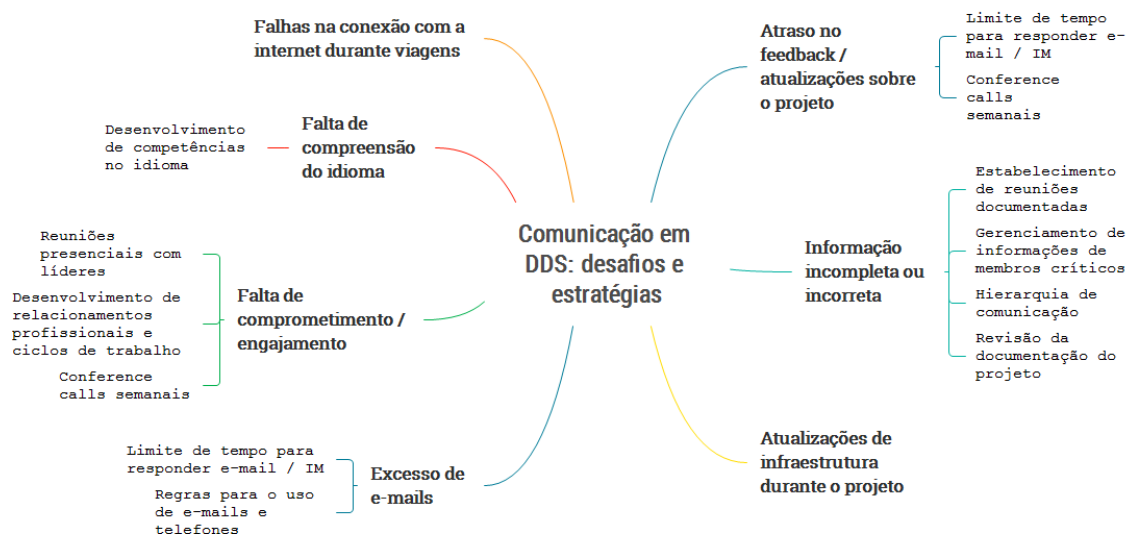 Comunicação em
DDS: desafios e
estratégias
Falhas na conexão com a
internet durante viagens
Falta de
compreensão
do idioma
Desenvolvimento
de competências
no idioma
Falta de
comprometimento /
engajamento
Reuniões
presenciais com
líderes
Desenvolvimento de
relacionamentos
profissionais e
ciclos de trabalho
Conference
calls semanais
Excesso de
e-mails
Limite de tempo para
responder e-mail / IM
Regras para o uso
de e-mails e
telefones
Atraso no
feedback /
atualizações sobre
o projeto
Limite de tempo
para responder e-
mail / IM
Conference
calls
semanais
Informação
incompleta ou
incorreta
Estabelecimento
de reuniões
documentadas
Gerenciamento de
informações de
membros críticos
Hierarquia de
comunicação
Revisão da
documentação do
projeto
Atualizações de
infraestrutura
durante o projeto